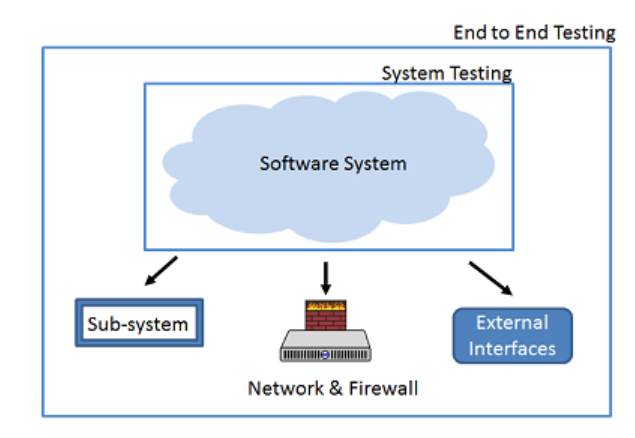 End to End Testing
System Testing
Software System
Sub-system
External
Interfaces
Network & Firewall